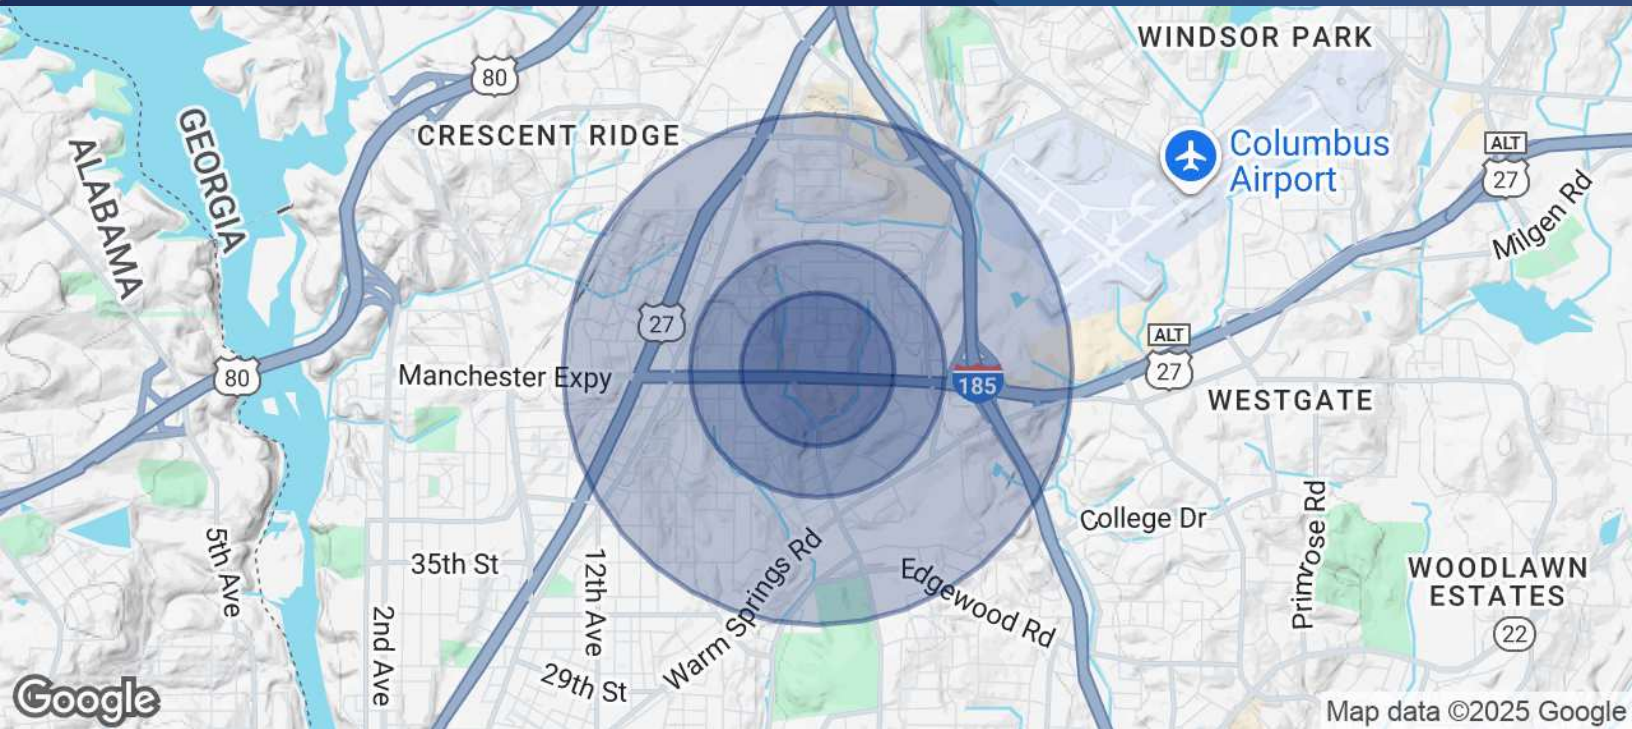 WINDSOR PARK
80
CRESCENT RIDGE
GEORGIA
ALABAMA
Columbus
Airport
ALT
27
Milgen Rd
27
ALT
27
80
Manchester Expy
185
WESTGATE
College Dr
Primrose Rd
5th Ave
35th St
12th Ave
Warm Springs Rd
Edgewood Rd
WOODLAWN
ESTATES
22
2nd Ave
29th St
Google
Map data ©2025 Google